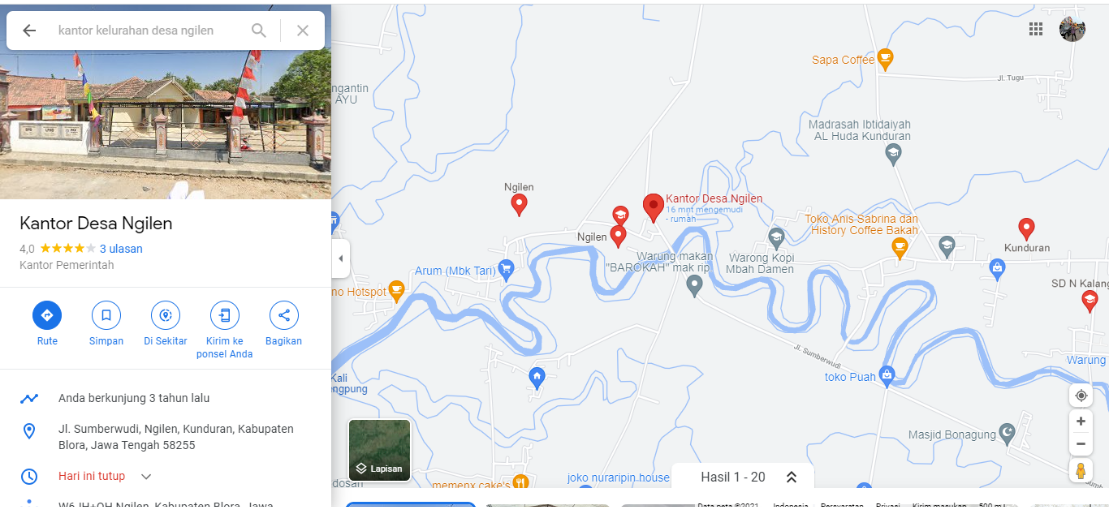 kantor kelurahan desa ngilen
Kantor Desa Ngilen
4,0
3 ulasan
Kantor Pemerintah
Rute
Simpan
Di Sekitar
Kirim ke
ponsel Anda
Bagikan
Anda berkunjung 3 tahun lalu
Jl. Sumberwudi, Ngilen, Kunduran, Kabupaten
Blora, Jawa Tengah 58255
Hari ini tutup
Ngilen, Kabupaten Blora, Jawa
Sapa Coffee
Jl. Tugu
ngantin
AYU
Madrasah Ibtidaiyah
AL Huda Kunduran
Ngilen
Kantor Desa Ngilen
16 mnt mengemudi
- rumah
Ngilen
Toko Anis Sabrina dan
History Coffee Bakah
Kunduran
Warung makan
"BAROKAH" mak np
Warong Kopi
Mbah Damen
Arum (Mbk Tari)
no Hotspot
SD N Kalang
Jl. Sumberwudi
Warung
toko Puah
Kali
engpung
Masjid Bonagung
Lapisan
Hasil 1 - 20
dosan
memenx cake's
joko nuraripin.house
Data peta ©2021
Indonesia
Persyaratan
Privasi
Kirim masukan
500 m